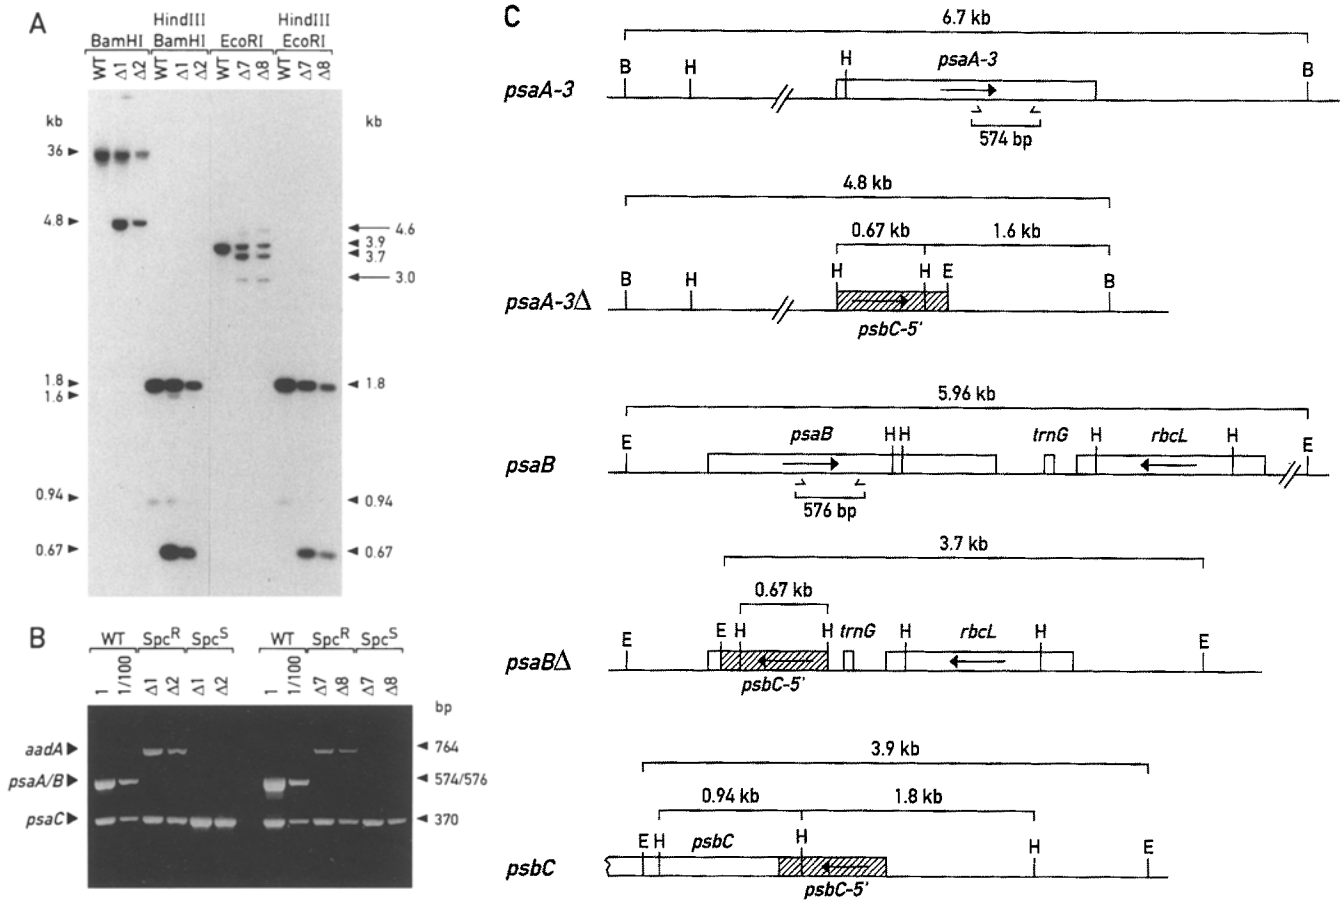 A
HindIII HindIII
BamHI BamHI EcoRI EcoRI
WT Δ1 Δ2 WT Δ1 Δ2 WT Δ7 Δ8 WT Δ7 Δ8
kb kb
36
4.8
4.6
3.9
3.7
3.0
1.8 1.8
1.6
0.94 0.94
0.67 0.67
B
WT SpcR SpcS WT SpcR SpcS
1 1/100 Δ1 Δ2 Δ1 Δ2 1 1/100 Δ7 Δ8 Δ7 Δ8
bp
aadA 764
psaA/B 574/576
psaC 370
C
6.7 kb
B H H psaA-3 B
psaA-3
574 bp
4.8 kb
0.67 kb 1.6 kb
B H H H E B
psaA-3Δ
psbC-5'
5.96 kb
E psaB H H trnG H rbcL H E
psaB
576 bp
3.7 kb
0.67 kb
E E H H trnG H rbcL H E
psaBΔ
psbC-5'
3.9 kb
0.94 kb 1.8 kb
E H psbC H H E
psbC
psbC-5'